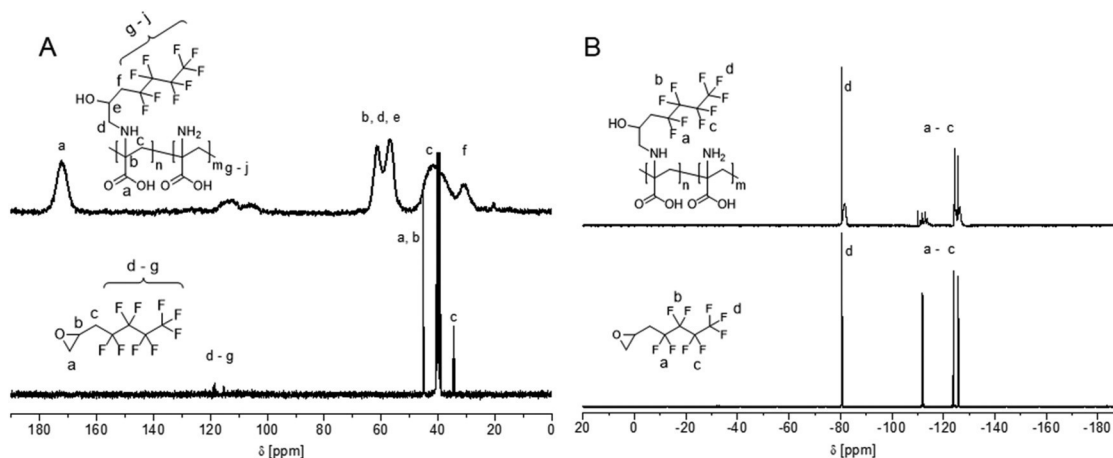 A
g - j
F F F F F F F F F
f
HO
e
d
NH
c
NH2
b
n
m
g - j
O
OH
O
OH
a
a
b, d, e
c
f
a, b
d - g
F F F F F F F F F
O
b
c
a
d - g
c
180 160 140 120 100 80 60 40 20 0
δ [ppm]
B
b
d
F F F F F F F F F
a
c
HO
NH
NH2
n
m
O
OH
O
OH
d
a - c
d
a - c
b
d
F F F F F F F F F
O
a
c
20 0 -20 -40 -60 -80 -100 -120 -140 -160 -180
δ [ppm]